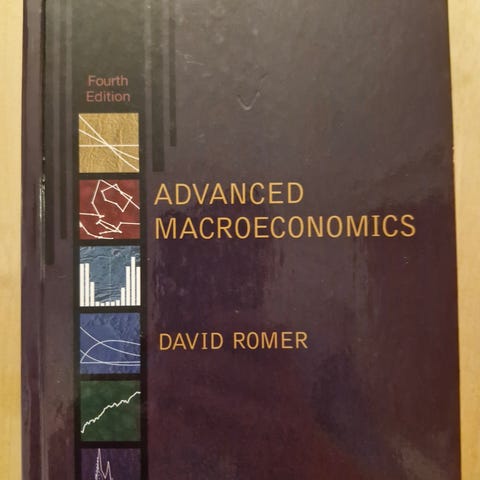 Fourth
Edition
ADVANCED
MACROECONOMICS
DAVID ROMER